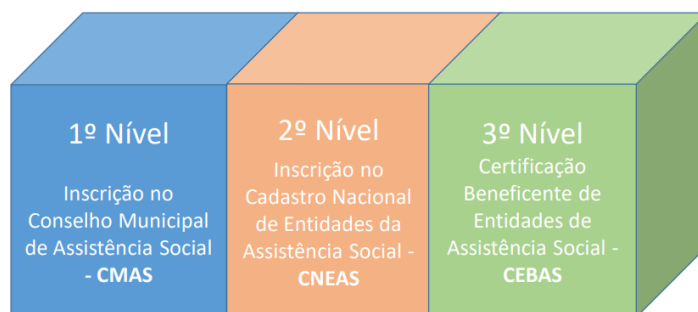 1º Nível
Inscrição no
Conselho Municipal
de Assistência Social
- CMAS
2º Nível
Inscrição no
Cadastro Nacional
de Entidades da
Assistência Social -
CNEAS
3º Nível
Certificação
Beneficente de
Entidades de
Assistência Social -
CEBAS